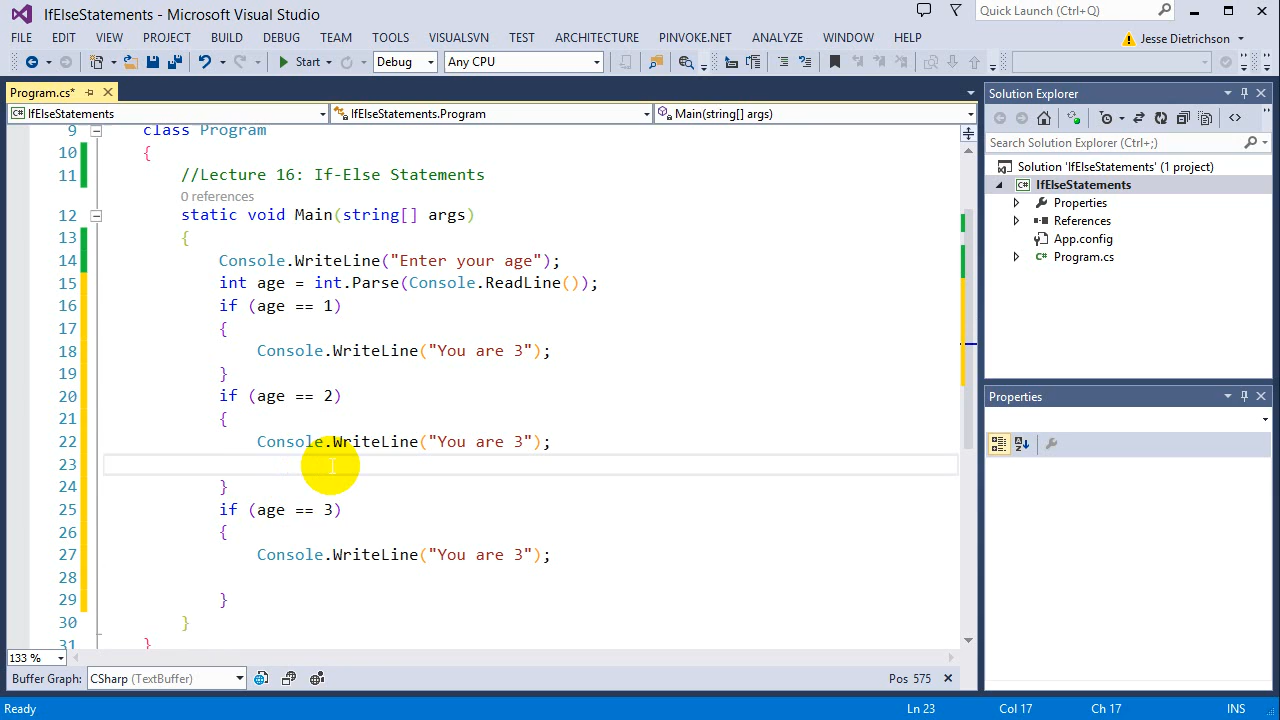 IfElseStatements - Microsoft Visual Studio
Quick Launch (Ctrl+Q)
FILE EDIT VIEW PROJECT BUILD DEBUG TEAM TOOLS VISUALSVN TEST ARCHITECTURE PINVOKE.NET ANALYZE WINDOW HELP
Jesse Dietrichson
Start Debug Any CPU
Program.cs*
IfElseStatements IfElseStatements.Program Main(string[] args)
9 class Program
10 {
11 //Lecture 16: If-Else Statements
0 references
12 static void Main(string[] args)
13 {
14 Console.WriteLine("Enter your age");
15 int age = int.Parse(Console.ReadLine());
16 if (age == 1)
17 {
18 Console.WriteLine("You are 3");
19 }
20 if (age == 2)
21 {
22 Console.WriteLine("You are 3");
23
24 }
25 if (age == 3)
26 {
27 Console.WriteLine("You are 3");
28
29 }
30 }
31 }
133 %
Buffer Graph: CSharp (TextBuffer) Pos 575
Solution Explorer
Search Solution Explorer (Ctrl+;)
Solution 'IfElseStatements' (1 project)
C# IfElseStatements
Properties
References
App.config
C# Program.cs
Properties
Ready Ln 23 Col 17 Ch 17 INS